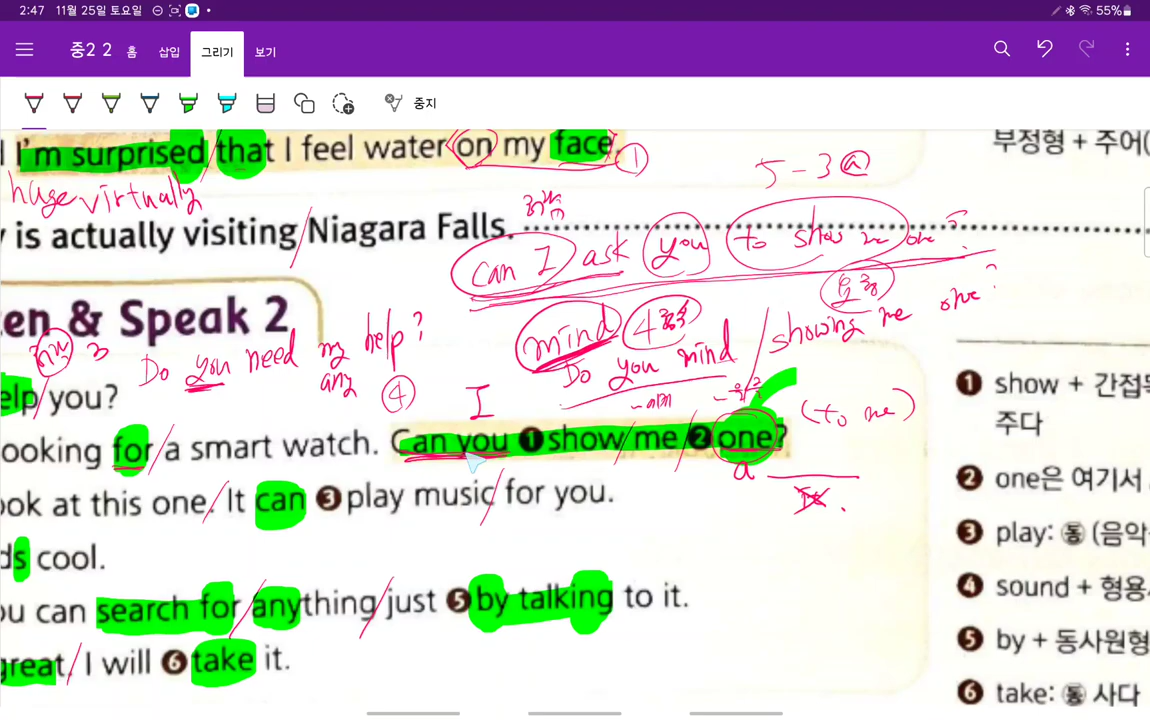 2:47 11월 25일 토요일 55%
중2 2 홈 삽입 그리기 보기
중지
I'm surprised that I feel water on my face. ①
부정형 + 주어(
5-3 ⓐ
huge virtually
y is actually visiting Niagara Falls.
can I ask you to show me one?
en & Speak 2
mind
Do you need my help?
any
④
Do you mind showing me one?
I
(to me)
elp you?
ooking for a smart watch. Can you ❶ show me ❷ one?
a
ook at this one. It can ❸ play music for you.
ds cool.
ou can search for anything just ❺ by talking to it.
great. I will ❻ take it.
❶ show + 간접목
주다
❷ one은 여기서
❸ play: 동 (음악
❹ sound + 형용
❺ by + 동사원형
❻ take: 동 사다